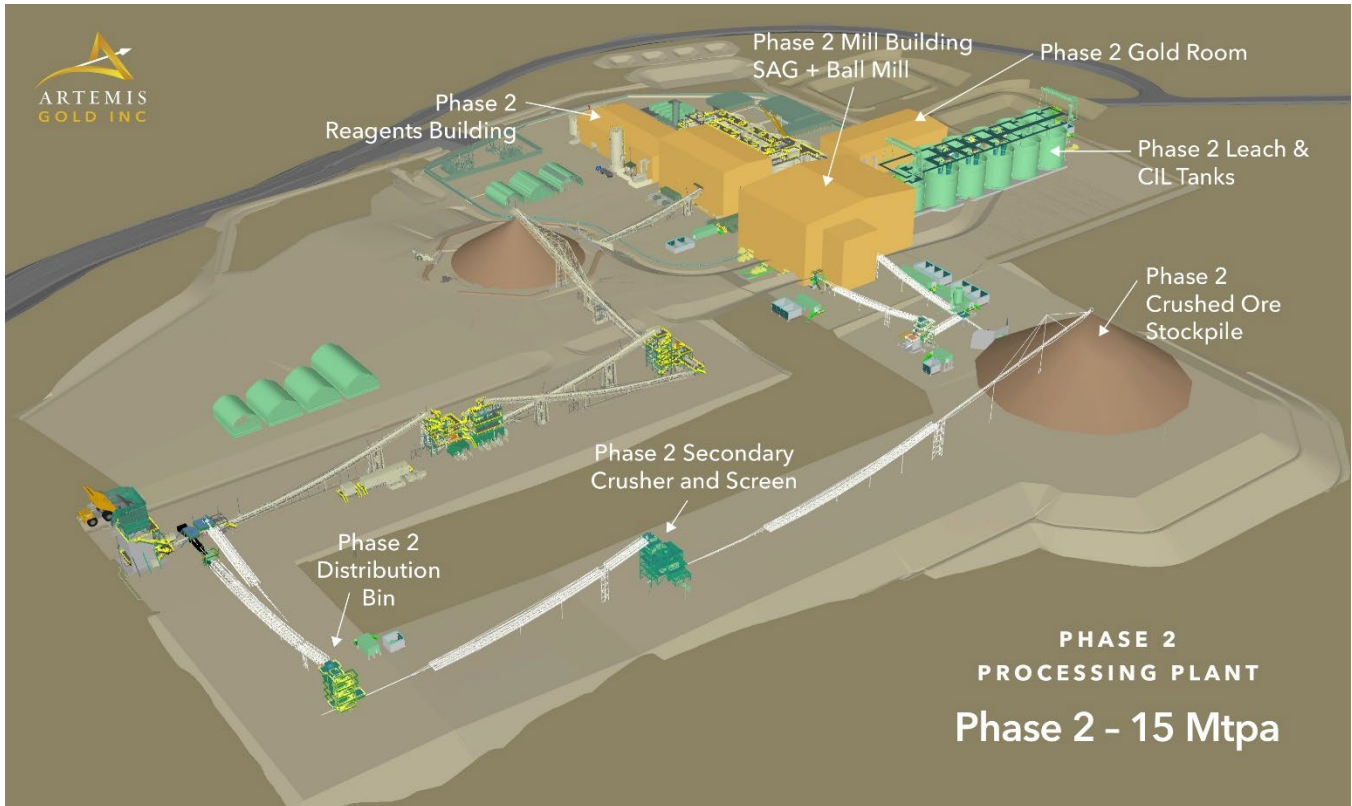 ARTEMIS
GOLD INC
Phase 2 Mill Building
SAG + Ball Mill
Phase 2 Gold Room
Phase 2
Reagents Building
Phase 2 Leach &
CIL Tanks
Phase 2
Crushed Ore
Stockpile
Phase 2 Secondary
Crusher and Screen
Phase 2
Distribution
Bin
PHASE 2
PROCESSING PLANT
Phase 2 – 15 Mtpa